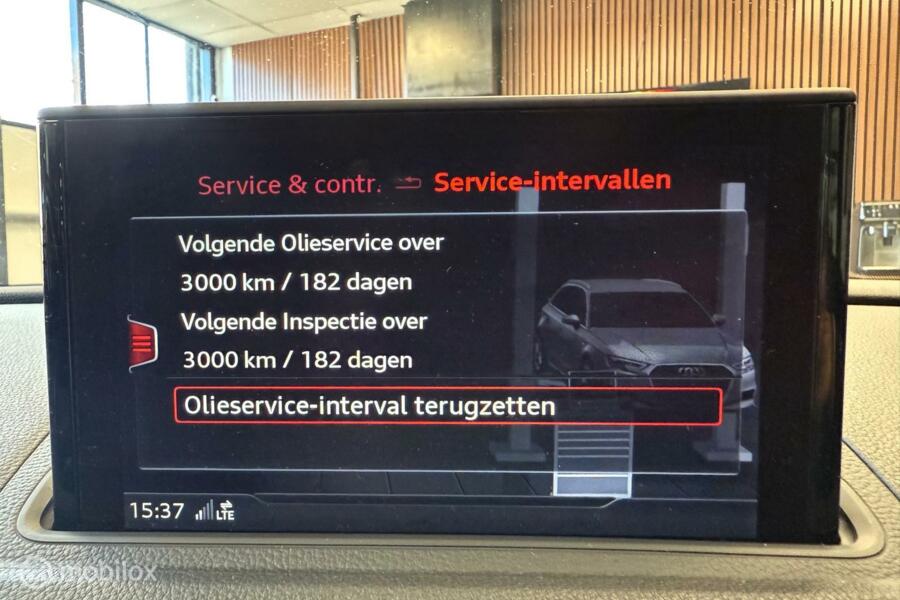 Service & contr. Service-intervallen
Volgende Olieservice over
3000 km / 182 dagen
Volgende Inspectie over
3000 km / 182 dagen
Olieservice-interval terugzetten
15:37 LTE
mobilox